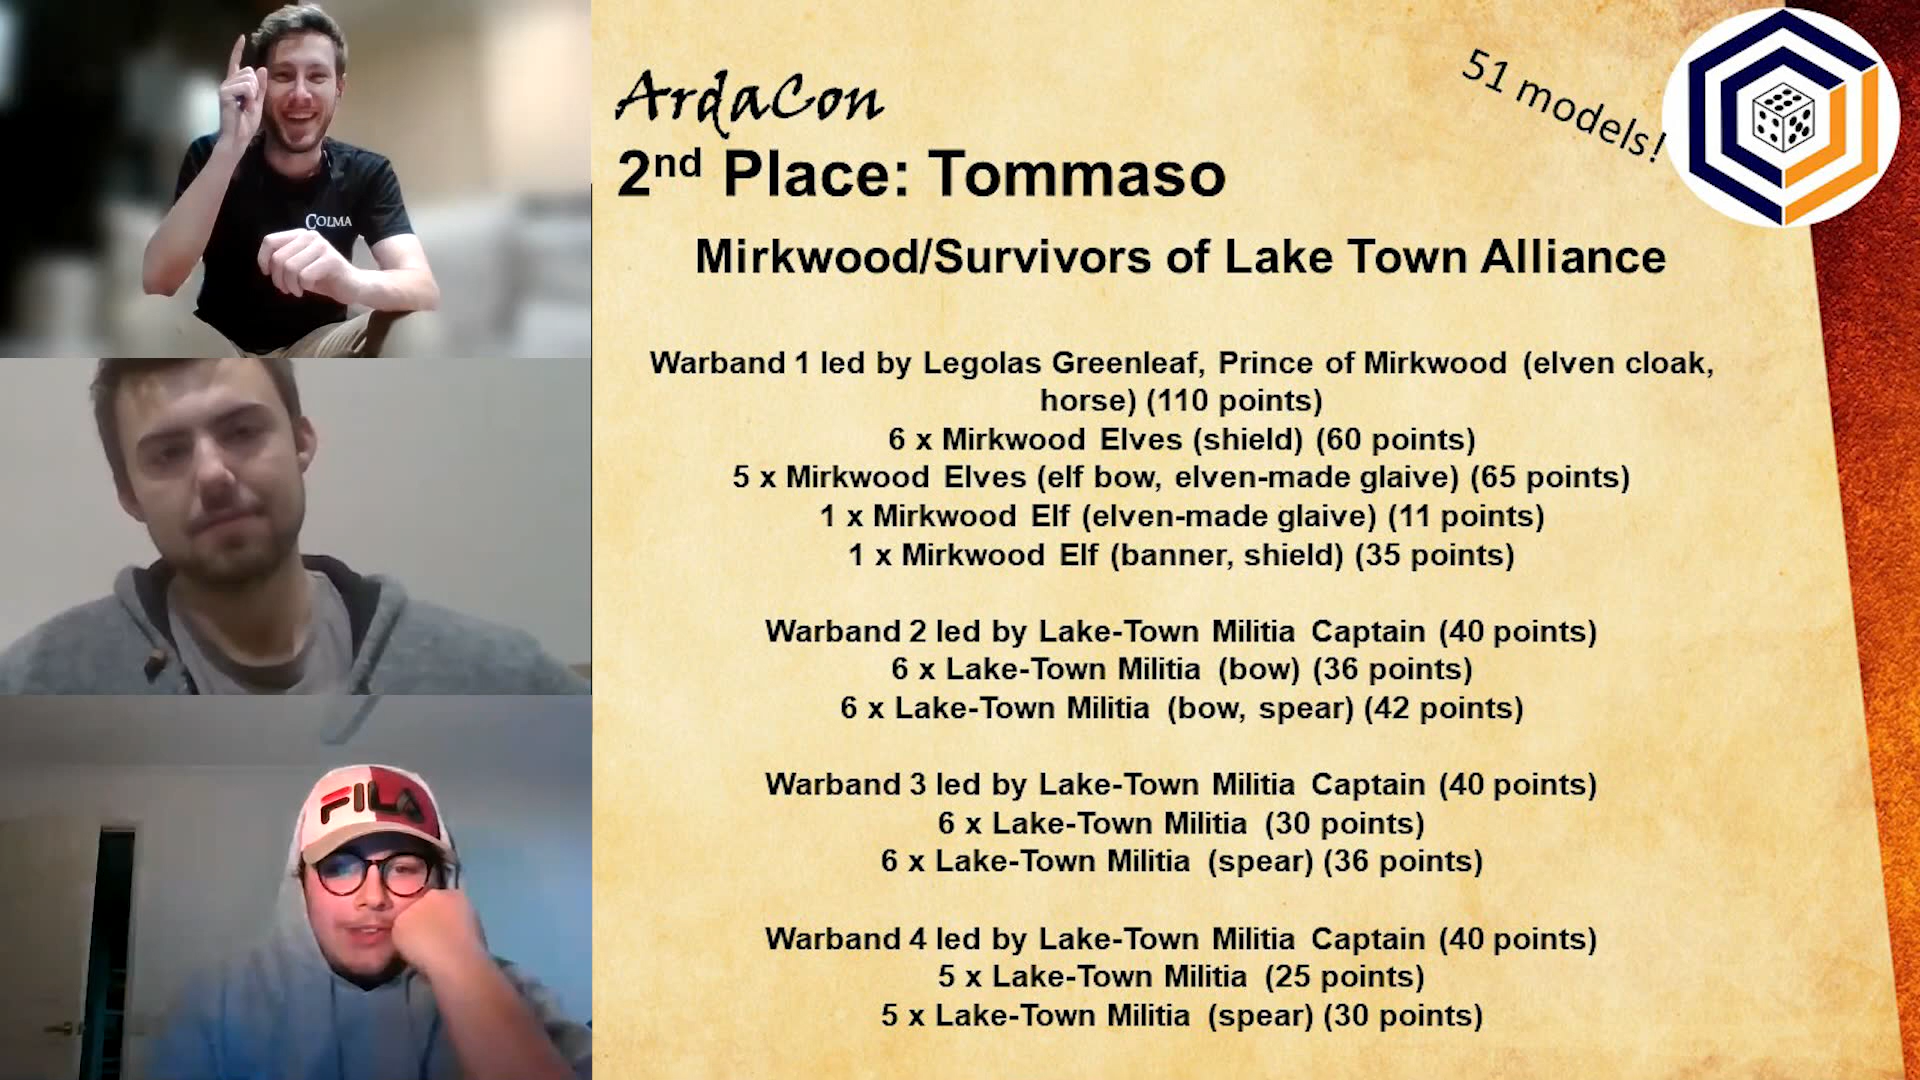 COLMA
FILA
ArdaCon
51 models!
2nd Place: Tommaso
Mirkwood/Survivors of Lake Town Alliance
Warband 1 led by Legolas Greenleaf, Prince of Mirkwood (elven cloak,
horse) (110 points)
6 x Mirkwood Elves (shield) (60 points)
5 x Mirkwood Elves (elf bow, elven-made glaive) (65 points)
1 x Mirkwood Elf (elven-made glaive) (11 points)
1 x Mirkwood Elf (banner, shield) (35 points)
Warband 2 led by Lake-Town Militia Captain (40 points)
6 x Lake-Town Militia (bow) (36 points)
6 x Lake-Town Militia (bow, spear) (42 points)
Warband 3 led by Lake-Town Militia Captain (40 points)
6 x Lake-Town Militia (30 points)
6 x Lake-Town Militia (spear) (36 points)
Warband 4 led by Lake-Town Militia Captain (40 points)
5 x Lake-Town Militia (25 points)
5 x Lake-Town Militia (spear) (30 points)